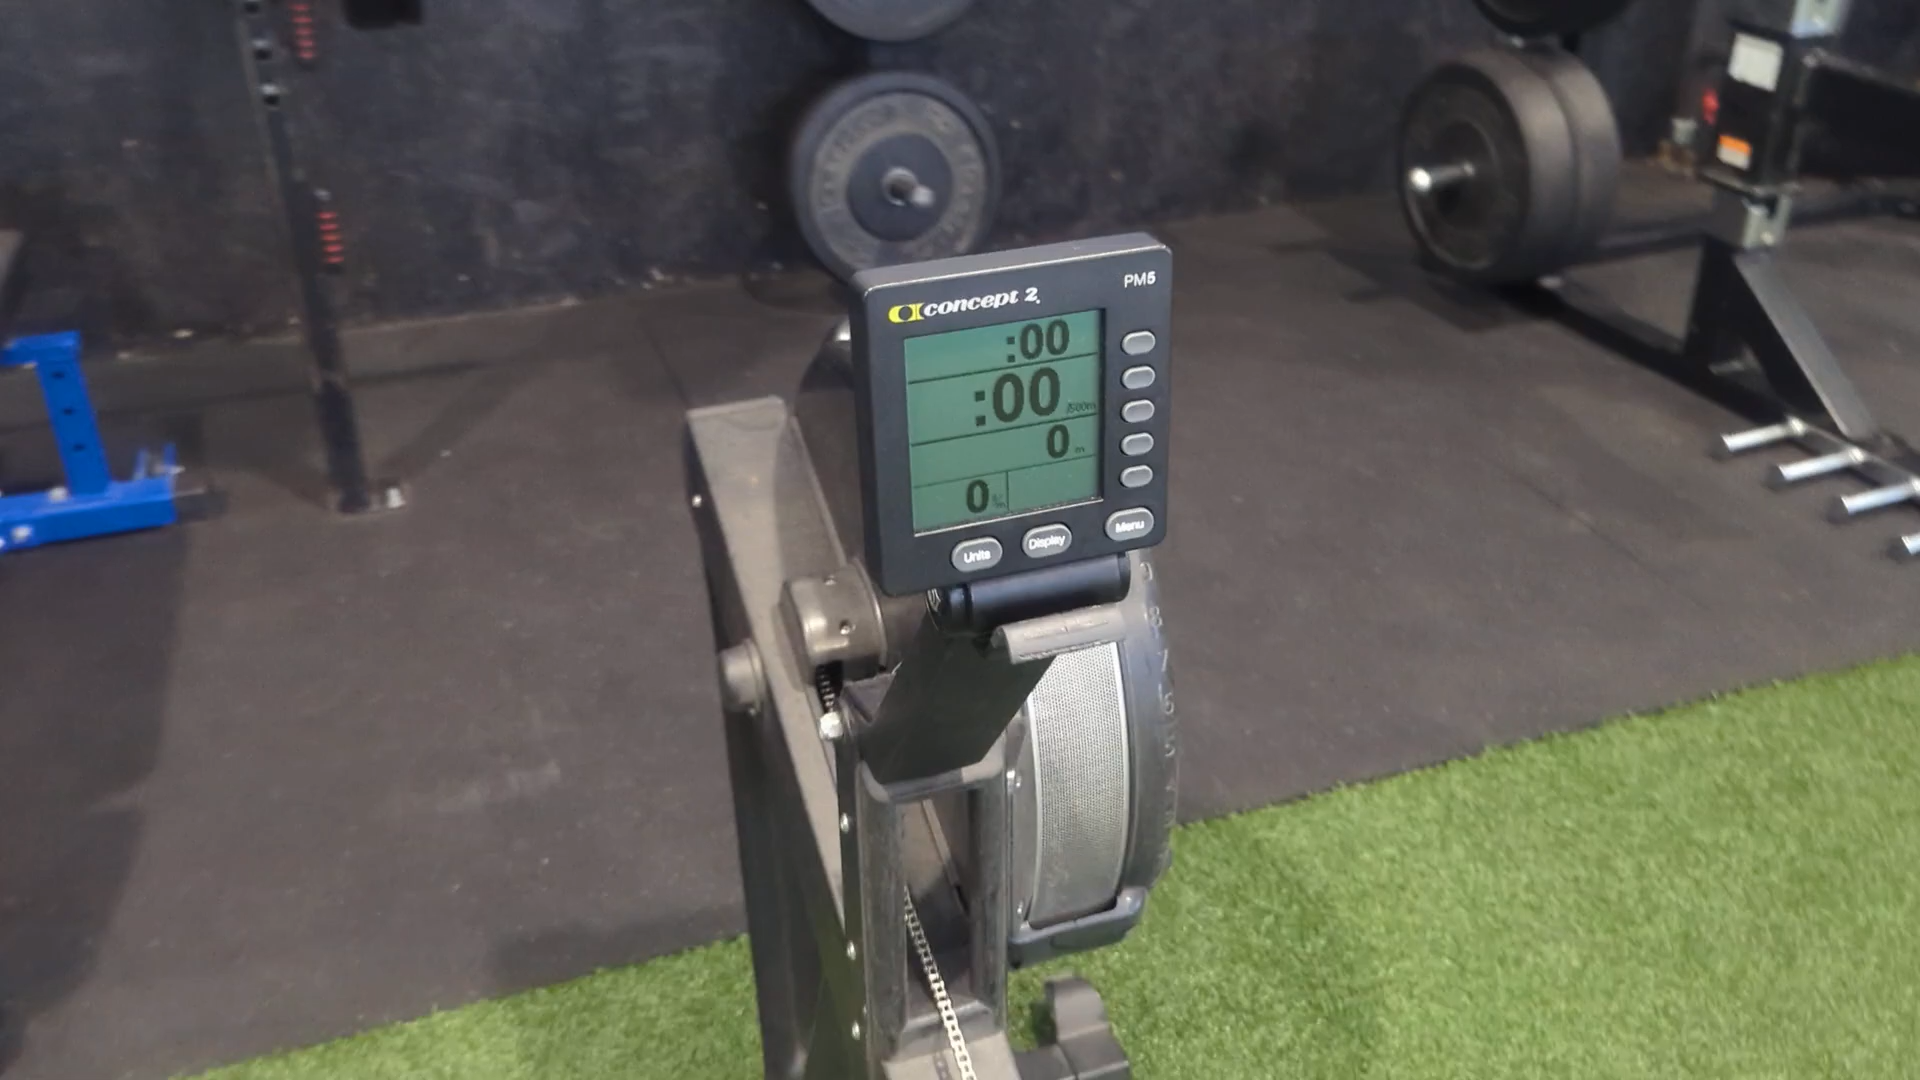 concept 2.
PM5
:00
:00 /500m
0 m
0 s/m
Units Display Menu